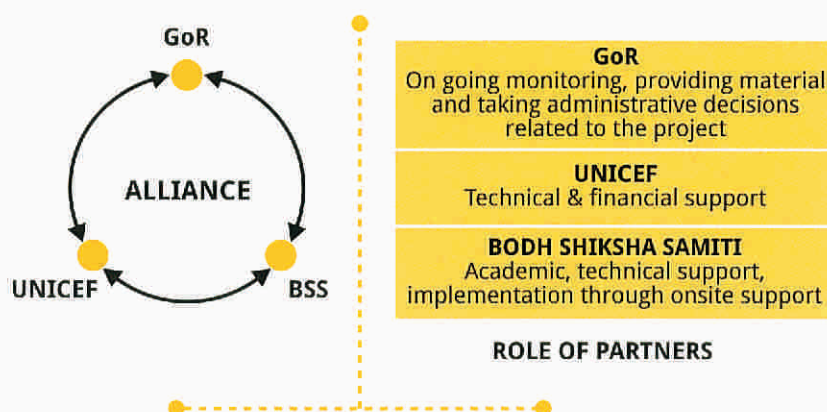 GoR
ALLIANCE
UNICEF
BSS
GoR
On going monitoring, providing material
and taking administrative decisions
related to the project
UNICEF
Technical & financial support
BODH SHIKSHA SAMITI
Academic, technical support,
implementation through onsite support
ROLE OF PARTNERS